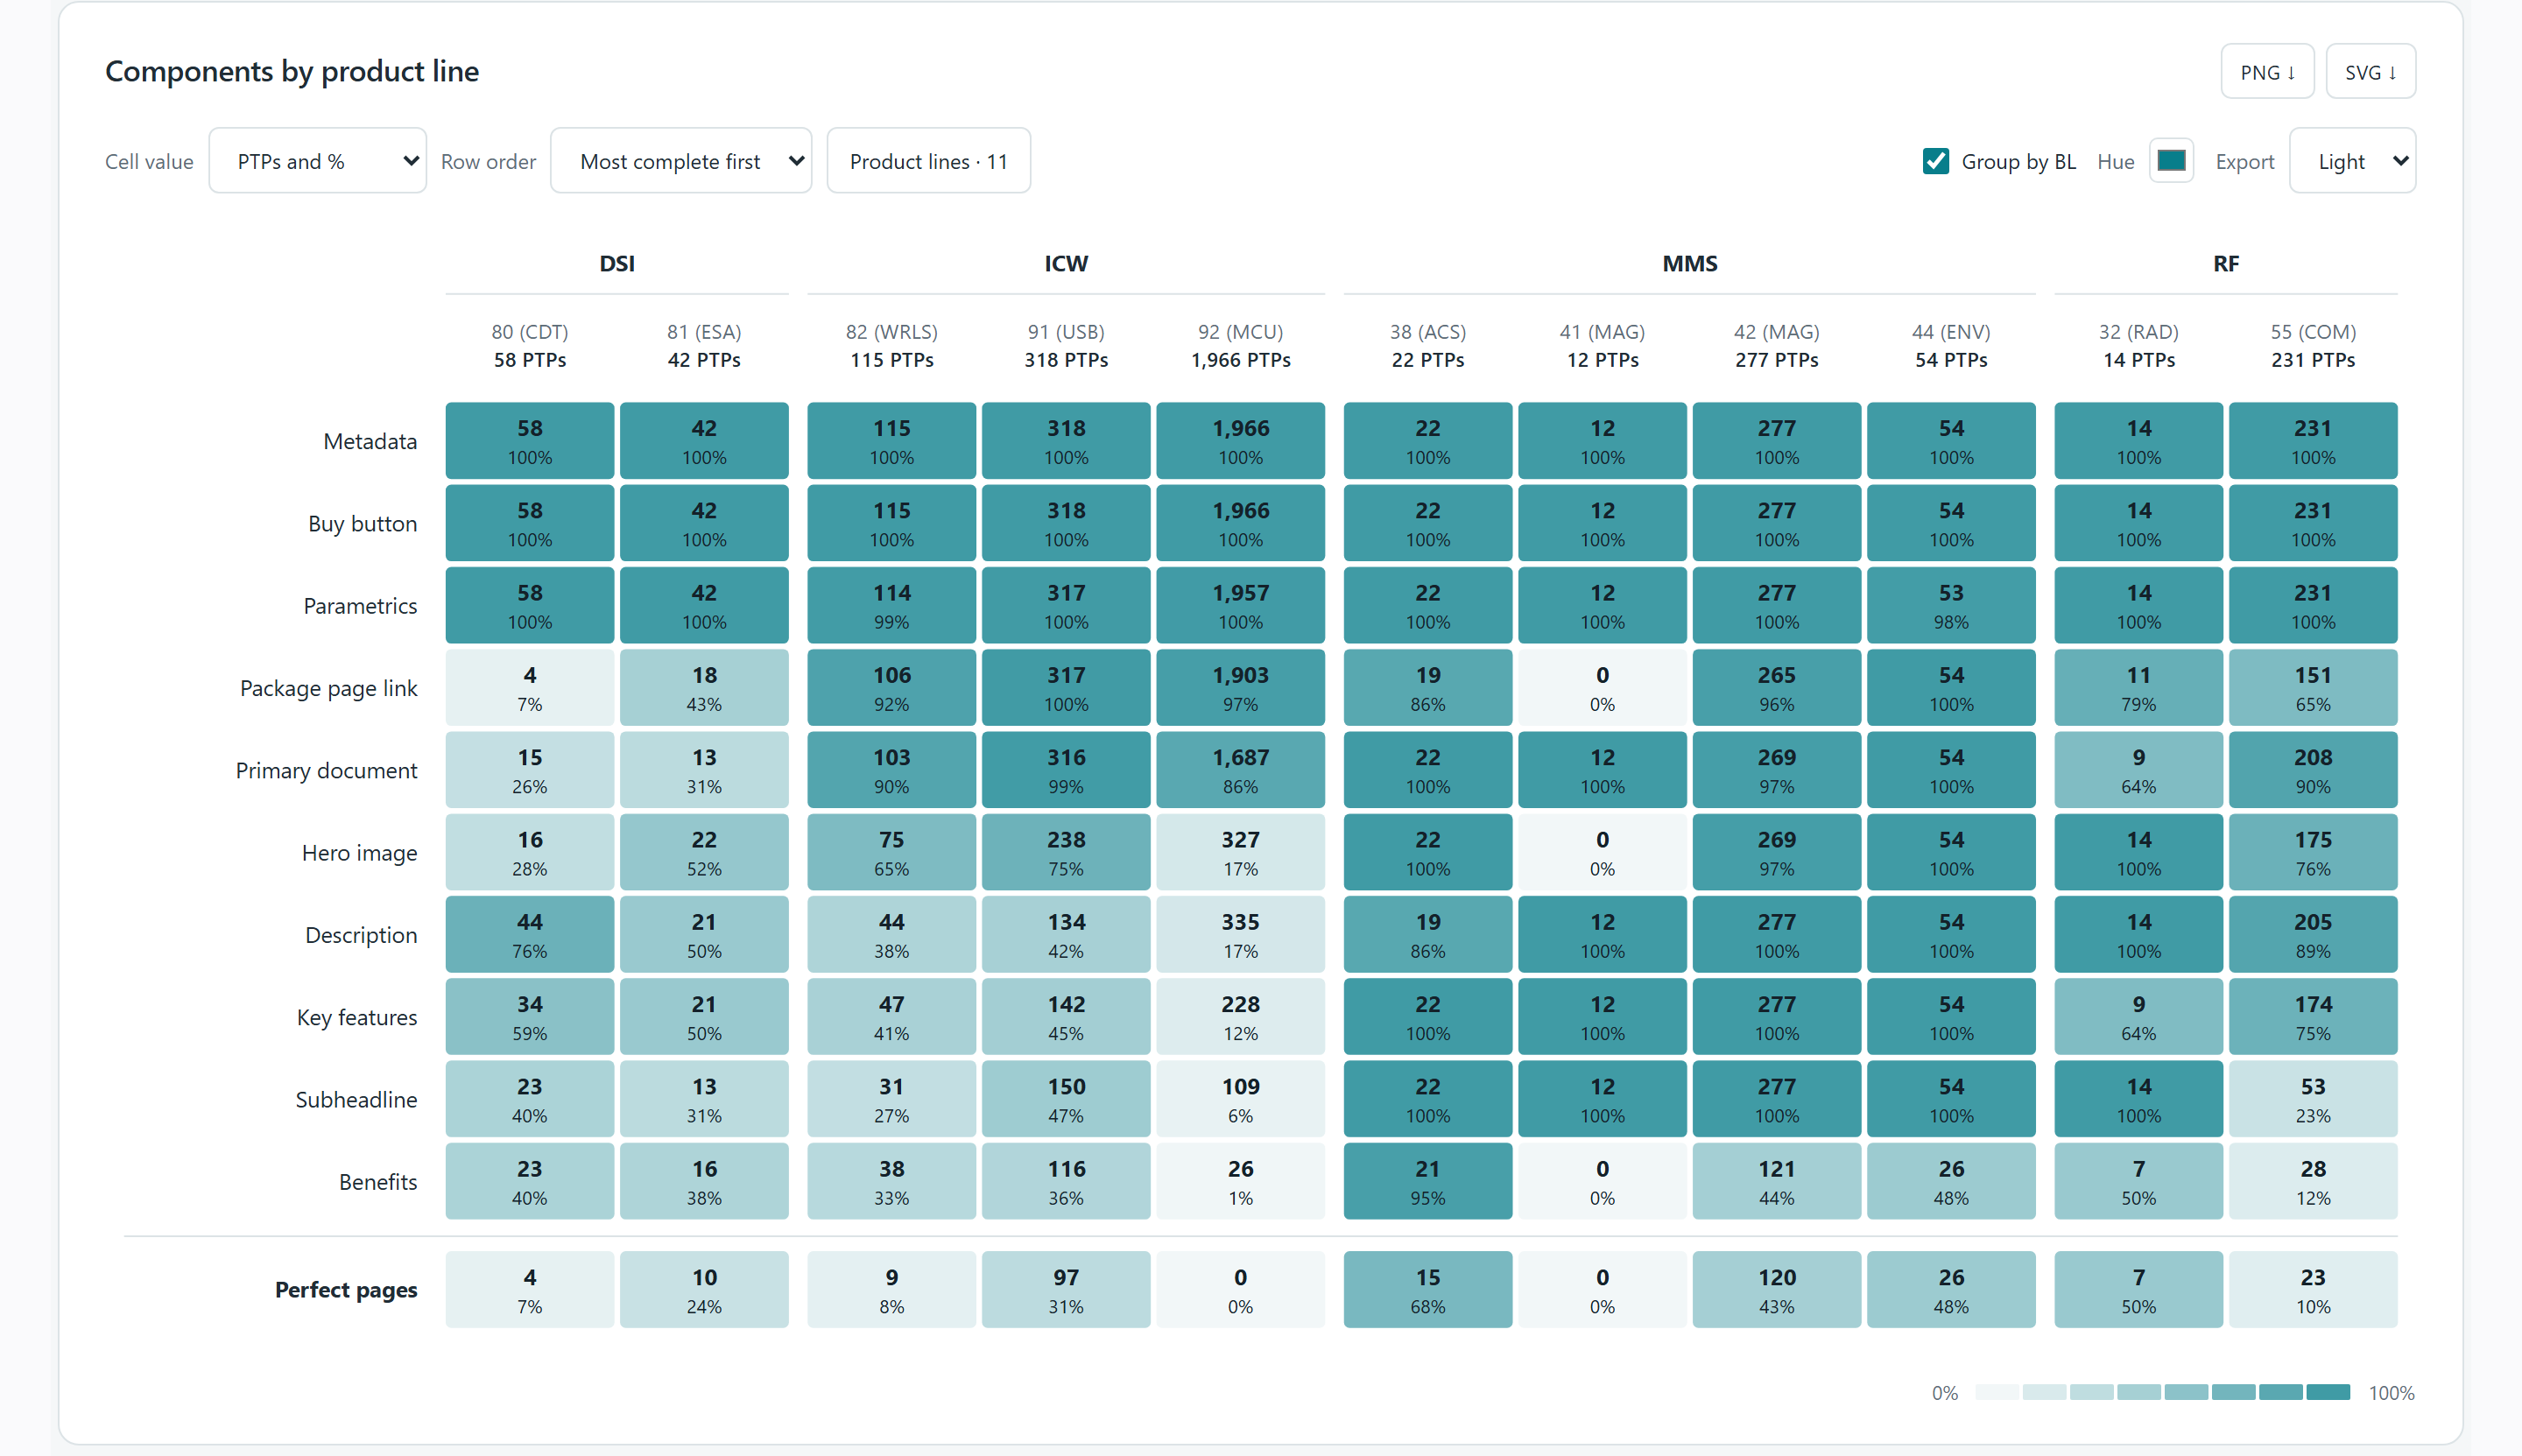 Components by product line
PNG ↓ SVG ↓
Cell value PTPs and % Row order Most complete first Product lines · 11 Group by BL Hue Export Light
DSI ICW MMS RF
80 (CDT) 81 (ESA) 82 (WRLS) 91 (USB) 92 (MCU) 38 (ACS) 41 (MAG) 42 (MAG) 44 (ENV) 32 (RAD) 55 (COM)
58 PTPs 42 PTPs 115 PTPs 318 PTPs 1,966 PTPs 22 PTPs 12 PTPs 277 PTPs 54 PTPs 14 PTPs 231 PTPs
Metadata
58 42 115 318 1,966 22 12 277 54 14 231
100% 100% 100% 100% 100% 100% 100% 100% 100% 100% 100%
Buy button
58 42 115 318 1,966 22 12 277 54 14 231
100% 100% 100% 100% 100% 100% 100% 100% 100% 100% 100%
Parametrics
58 42 114 317 1,957 22 12 277 53 14 231
100% 100% 99% 100% 100% 100% 100% 100% 98% 100% 100%
Package page link
4 18 106 317 1,903 19 0 265 54 11 151
7% 43% 92% 100% 97% 86% 0% 96% 100% 79% 65%
Primary document
15 13 103 316 1,687 22 12 269 54 9 208
26% 31% 90% 99% 86% 100% 100% 97% 100% 64% 90%
Hero image
16 22 75 238 327 22 0 269 54 14 175
28% 52% 65% 75% 17% 100% 0% 97% 100% 100% 76%
Description
44 21 44 134 335 19 12 277 54 14 205
76% 50% 38% 42% 17% 86% 100% 100% 100% 100% 89%
Key features
34 21 47 142 228 22 12 277 54 9 174
59% 50% 41% 45% 12% 100% 100% 100% 100% 64% 75%
Subheadline
23 13 31 150 109 22 12 277 54 14 53
40% 31% 27% 47% 6% 100% 100% 100% 100% 100% 23%
Benefits
23 16 38 116 26 21 0 121 26 7 28
40% 38% 33% 36% 1% 95% 0% 44% 48% 50% 12%
Perfect pages
4 10 9 97 0 15 0 120 26 7 23
7% 24% 8% 31% 0% 68% 0% 43% 48% 50% 10%
0% 100%